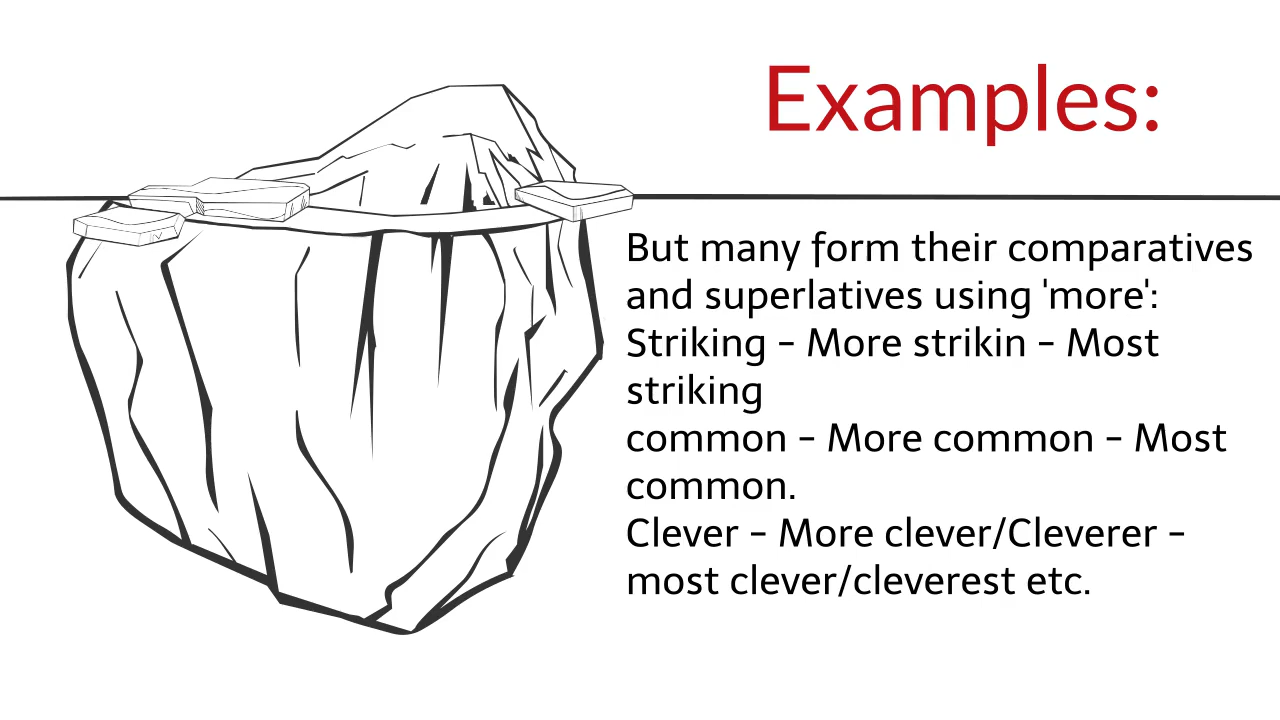 Examples:
But many form their comparatives
and superlatives using 'more':
Striking - More strikin - Most
striking
common - More common - Most
common.
Clever - More clever/Cleverer -
most clever/cleverest etc.